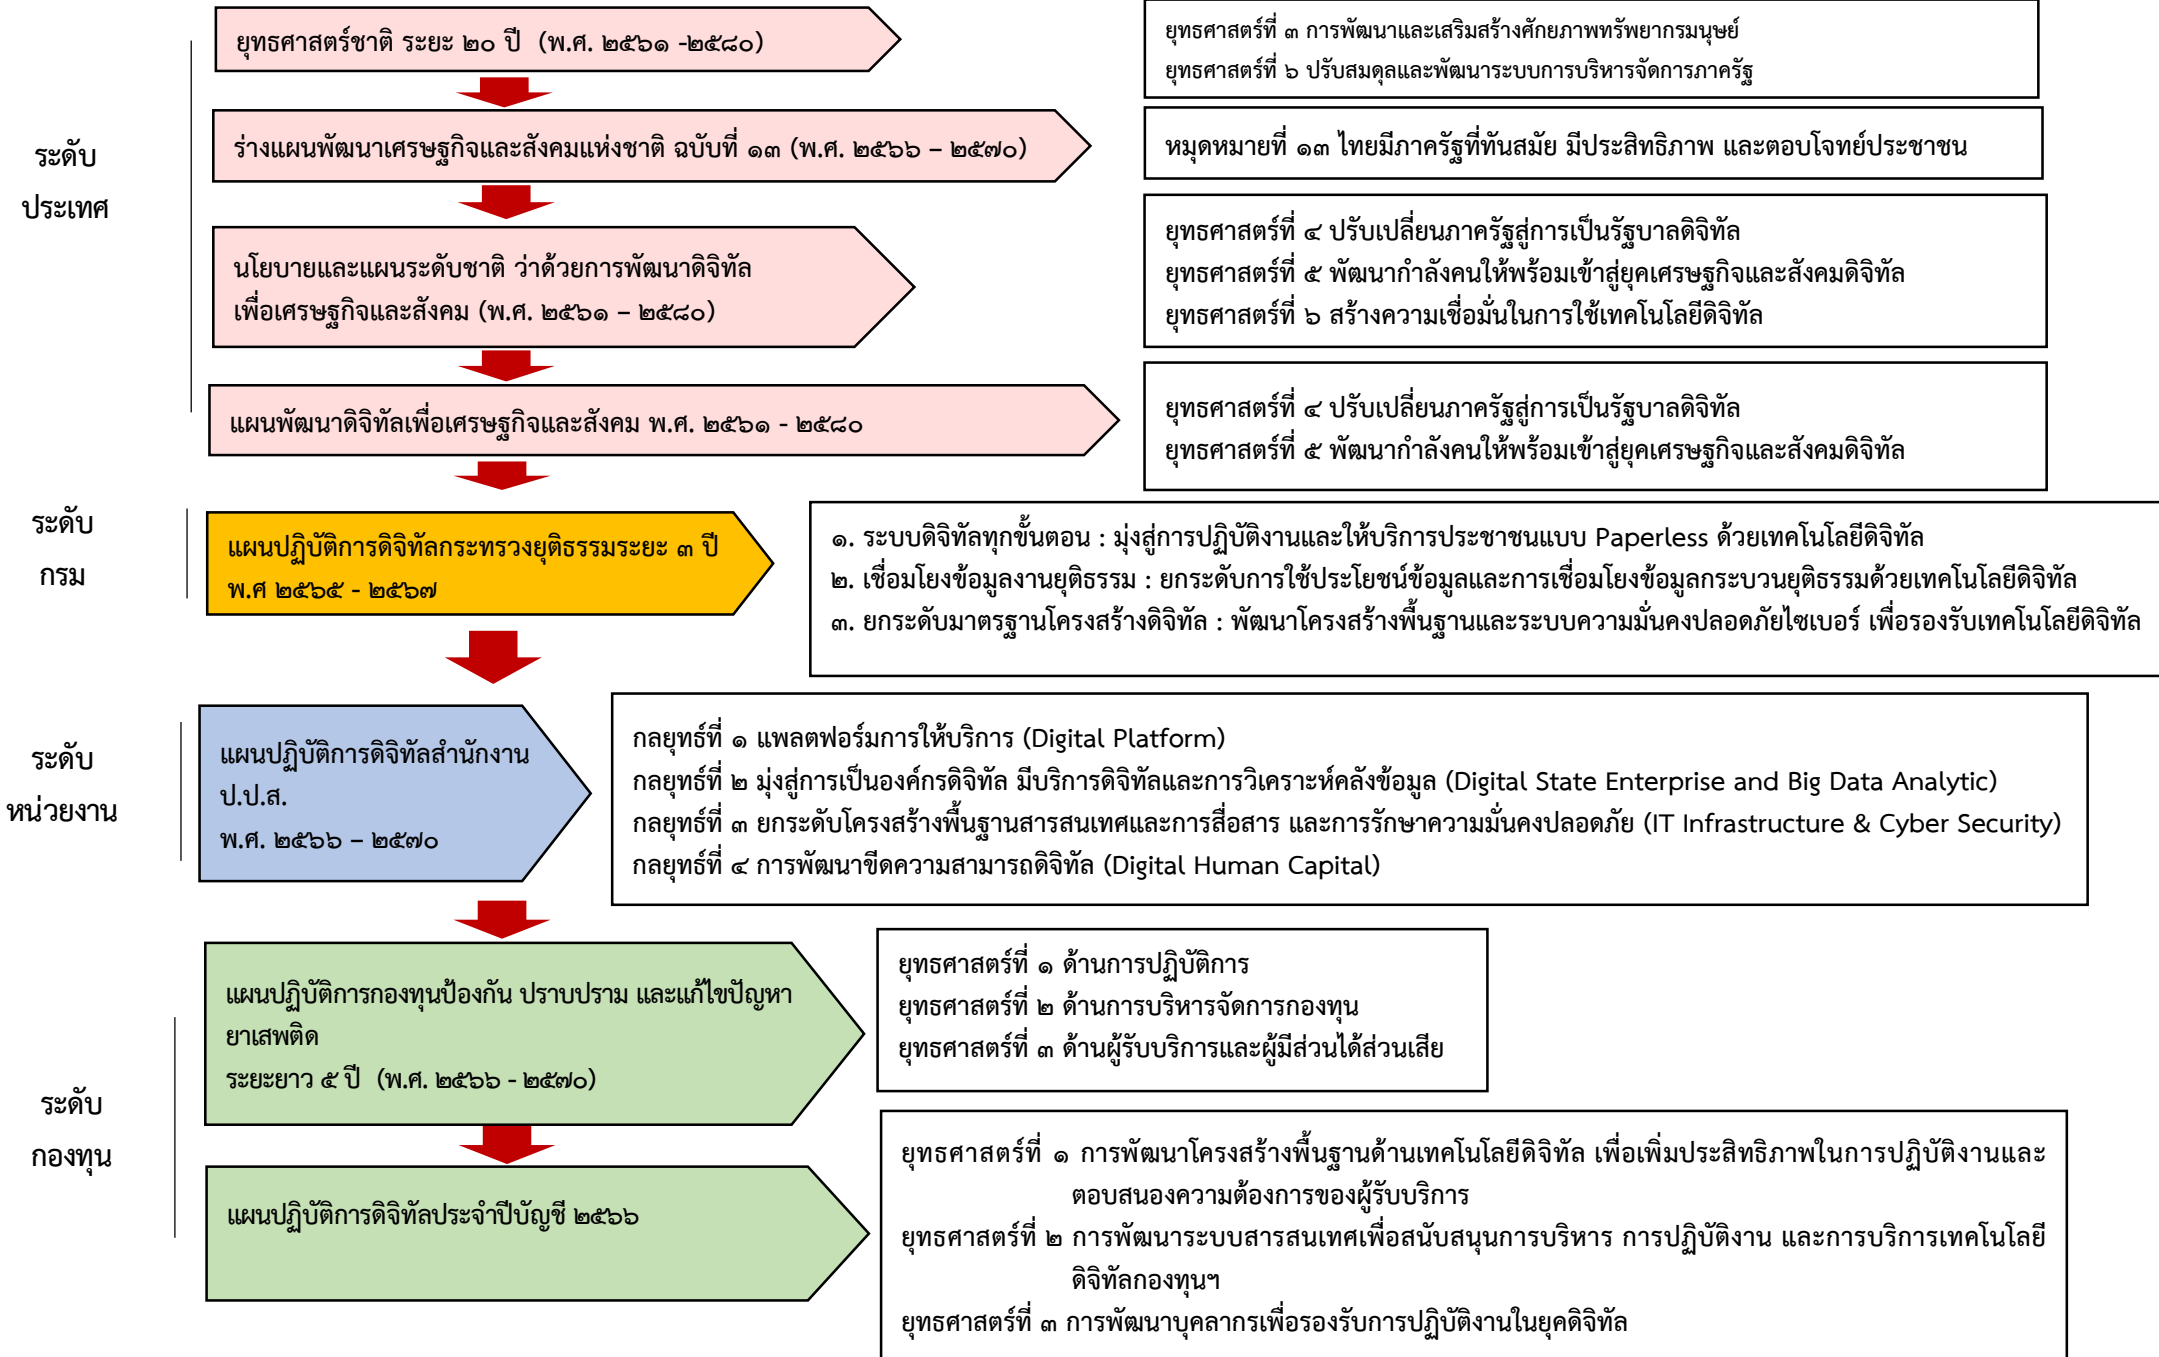 ระดับ
ประเทศ
ยุทธศาสตร์ชาติ ระยะ ๒๐ ปี (พ.ศ. ๒๕๖๑ -๒๕๘๐)
ยุทธศาสตร์ที่ ๓ การพัฒนาและเสริมสร้างศักยภาพทรัพยากรมนุษย์
ยุทธศาสตร์ที่ ๖ ปรับสมดุลและพัฒนาระบบการบริหารจัดการภาครัฐ
ร่างแผนพัฒนาเศรษฐกิจและสังคมแห่งชาติ ฉบับที่ ๑๓ (พ.ศ. ๒๕๖๖ – ๒๕๗๐)
หมุดหมายที่ ๑๓ ไทยมีภาครัฐที่ทันสมัย มีประสิทธิภาพ และตอบโจทย์ประชาชน
นโยบายและแผนระดับชาติ ว่าด้วยการพัฒนาดิจิทัล
เพื่อเศรษฐกิจและสังคม (พ.ศ. ๒๕๖๑ – ๒๕๘๐)
ยุทธศาสตร์ที่ ๔ ปรับเปลี่ยนภาครัฐสู่การเป็นรัฐบาลดิจิทัล
ยุทธศาสตร์ที่ ๕ พัฒนากำลังคนให้พร้อมเข้าสู่ยุคเศรษฐกิจและสังคมดิจิทัล
ยุทธศาสตร์ที่ ๖ สร้างความเชื่อมั่นในการใช้เทคโนโลยีดิจิทัล
แผนพัฒนาดิจิทัลเพื่อเศรษฐกิจและสังคม พ.ศ. ๒๕๖๑ - ๒๕๘๐
ยุทธศาสตร์ที่ ๔ ปรับเปลี่ยนภาครัฐสู่การเป็นรัฐบาลดิจิทัล
ยุทธศาสตร์ที่ ๕ พัฒนากำลังคนให้พร้อมเข้าสู่ยุคเศรษฐกิจและสังคมดิจิทัล
ระดับ
กรม
แผนปฏิบัติการดิจิทัลกระทรวงยุติธรรมระยะ ๓ ปี
พ.ศ ๒๕๖๕ - ๒๕๖๗
๑. ระบบดิจิทัลทุกขั้นตอน : มุ่งสู่การปฏิบัติงานและให้บริการประชาชนแบบ Paperless ด้วยเทคโนโลยีดิจิทัล
๒. เชื่อมโยงข้อมูลงานยุติธรรม : ยกระดับการใช้ประโยชน์ข้อมูลและการเชื่อมโยงข้อมูลกระบวนยุติธรรมด้วยเทคโนโลยีดิจิทัล
๓. ยกระดับมาตรฐานโครงสร้างดิจิทัล : พัฒนาโครงสร้างพื้นฐานและระบบความมั่นคงปลอดภัยไซเบอร์ เพื่อรองรับเทคโนโลยีดิจิทัล
ระดับ
หน่วยงาน
แผนปฏิบัติการดิจิทัลสำนักงาน
ป.ป.ส.
พ.ศ. ๒๕๖๖ – ๒๕๗๐
กลยุทธ์ที่ ๑ แพลตฟอร์มการให้บริการ (Digital Platform)
กลยุทธ์ที่ ๒ มุ่งสู่การเป็นองค์กรดิจิทัล มีบริการดิจิทัลและการวิเคราะห์คลังข้อมูล (Digital State Enterprise and Big Data Analytic)
กลยุทธ์ที่ ๓ ยกระดับโครงสร้างพื้นฐานสารสนเทศและการสื่อสาร และการรักษาความมั่นคงปลอดภัย (IT Infrastructure & Cyber Security)
กลยุทธ์ที่ ๔ การพัฒนาขีดความสามารถดิจิทัล (Digital Human Capital)
ระดับ
กองทุน
แผนปฏิบัติการกองทุนป้องกัน ปราบปราม และแก้ไขปัญหา
ยาเสพติด
ระยะยาว ๕ ปี (พ.ศ. ๒๕๖๖ - ๒๕๗๐)
ยุทธศาสตร์ที่ ๑ ด้านการปฏิบัติการ
ยุทธศาสตร์ที่ ๒ ด้านการบริหารจัดการกองทุน
ยุทธศาสตร์ที่ ๓ ด้านผู้รับบริการและผู้มีส่วนได้ส่วนเสีย
แผนปฏิบัติการดิจิทัลประจำปีบัญชี ๒๕๖๖
ยุทธศาสตร์ที่ ๑ การพัฒนาโครงสร้างพื้นฐานด้านเทคโนโลยีดิจิทัล เพื่อเพิ่มประสิทธิภาพในการปฏิบัติงานและ
ตอบสนองความต้องการของผู้รับบริการ
ยุทธศาสตร์ที่ ๒ การพัฒนาระบบสารสนเทศเพื่อสนับสนุนการบริหาร การปฏิบัติงาน และการบริการเทคโนโลยี
ดิจิทัลกองทุนฯ
ยุทธศาสตร์ที่ ๓ การพัฒนาบุคลากรเพื่อรองรับการปฏิบัติงานในยุคดิจิทัล